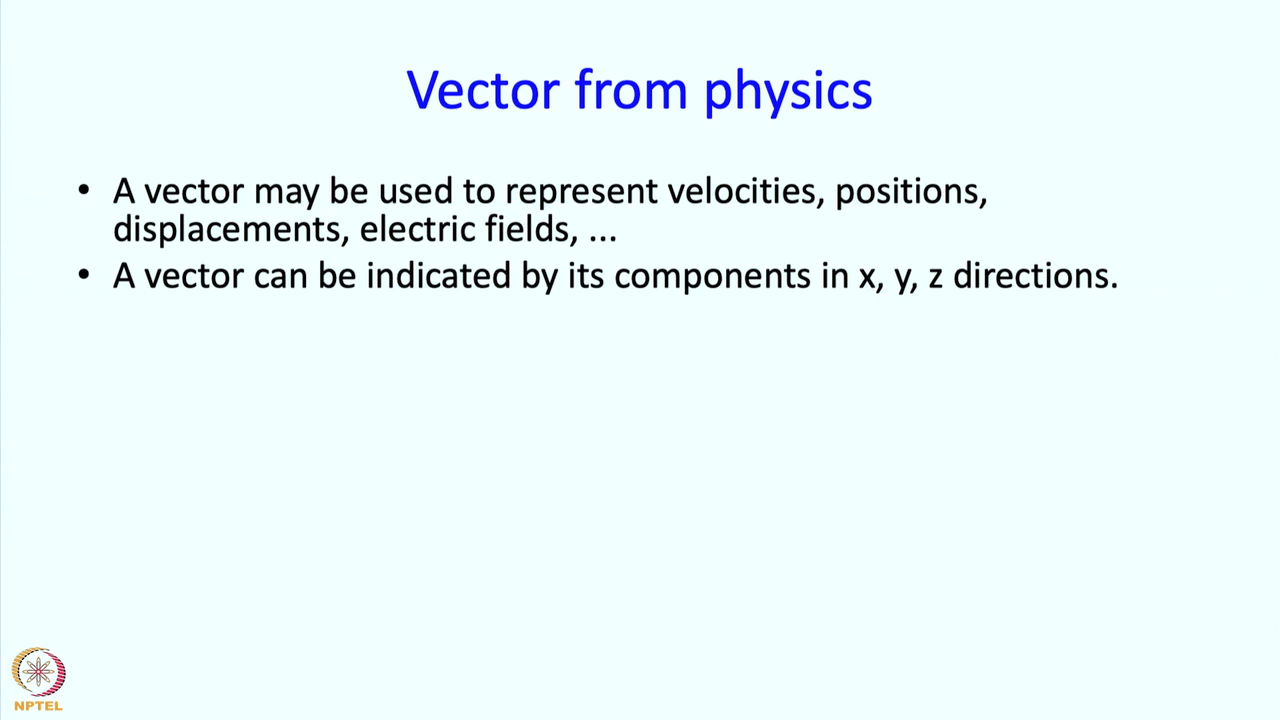 Vector from physics
• A vector may be used to represent velocities, positions,
displacements, electric fields, ...
• A vector can be indicated by its components in x, y, z directions.
NPTEL